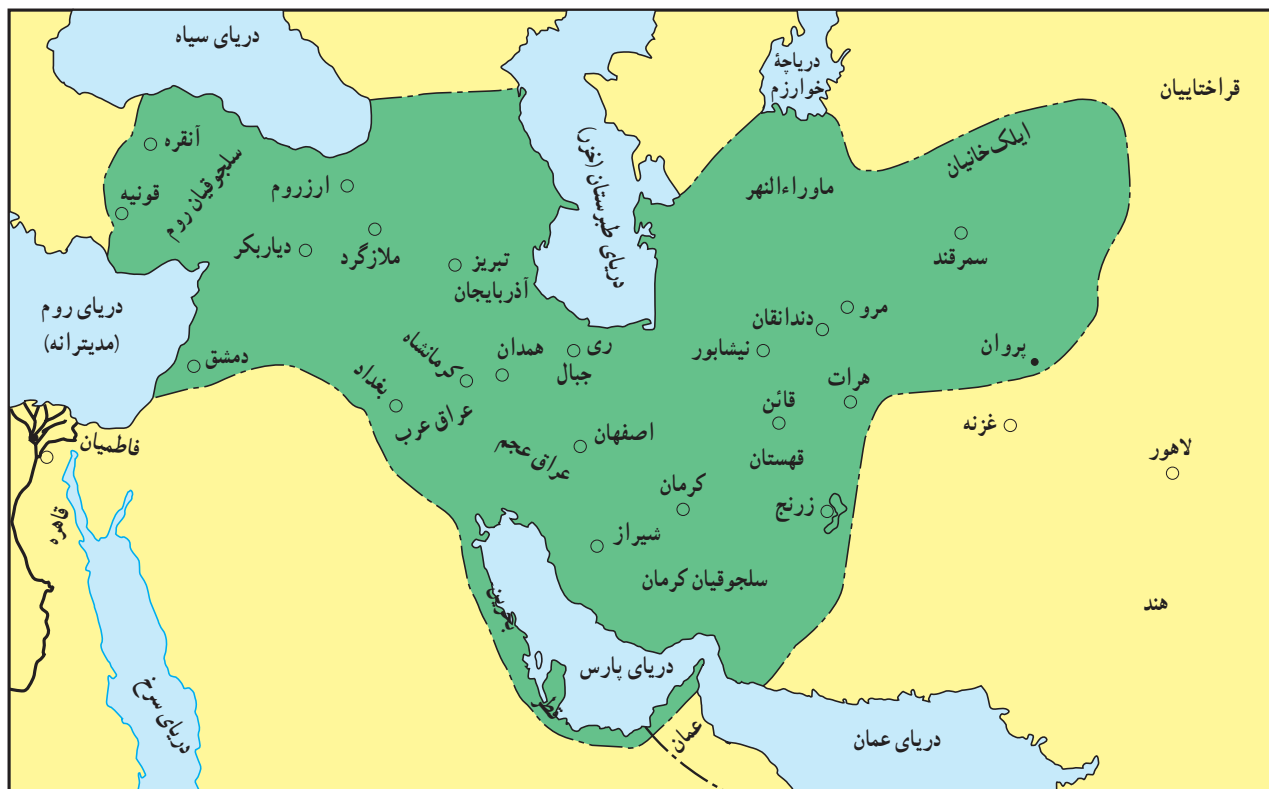 دریای سیاه
دریاچهٔ
خوارزم
قراختاییان
ایلک‌خانیان
آنقره
سلجوقیان روم
قونیه
ارزروم
دریای طبرستان (خزر)
ماوراءالنهر
سمرقند
دیاربکر
ملازگرد
تبریز
آذربایجان
دریای روم
(مدیترانه)
مرو
دندانقان
نیشابور
پروان
ری
جبال
همدان
کرمانشاه
دمشق
بغداد
عراق عرب
هرات
قائن
قهستان
غزنه
لاهور
اصفهان
عراق عجم
فاطمیان
قاهره
کرمان
زرنج
شیراز
سلجوقیان کرمان
هند
بحرین
دریای پارس
قطر
دریای سرخ
عمان
دریای عمان